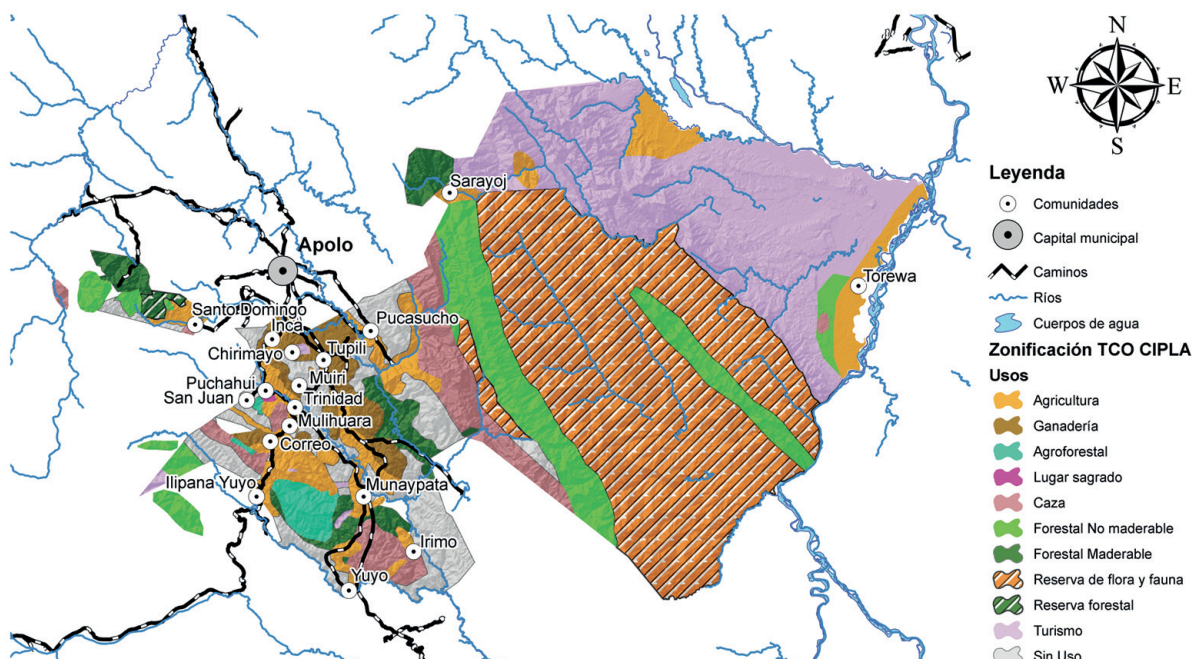 N
W E
S
Leyenda
Comunidades
Capital municipal
Caminos
Ríos
Cuerpos de agua
Zonificación TCO CIPLA
Usos
Agricultura
Ganadería
Agroforestal
Lugar sagrado
Caza
Forestal No maderable
Forestal Maderable
Reserva de flora y fauna
Reserva forestal
Turismo
Sin Uso
Sarayoj
Apolo
Torewa
Santo Domingo
Inca
Pucasucho
Chirimayo
Tupili
Muiri
Puchahui
San Juan
Trinidad
Mulihuara
Correo
Ilipana Yuyo
Munaypata
Irimo
Yuyo